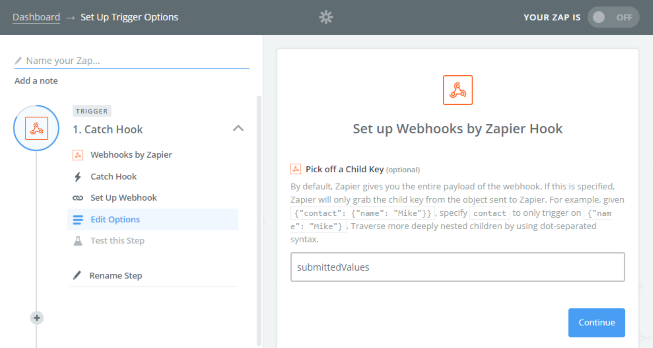 Dashboard → Set Up Trigger Options
YOUR ZAP IS OFF
Name your Zap...
Add a note
TRIGGER
1. Catch Hook
Webhooks by Zapier
Catch Hook
Set Up Webhook
Edit Options
Test this Step
Rename Step
Set up Webhooks by Zapier Hook
Pick off a Child Key (optional)
By default, Zapier gives you the entire payload of the webhook. If this is specified,
Zapier will only grab the child key from the object sent to Zapier. For example, given
{"contact": {"name": "Mike"}} , specify contact to only trigger on {"nam
e": "Mike"} . Traverse more deeply nested children by using dot-separated
syntax.
submittedValues
Continue